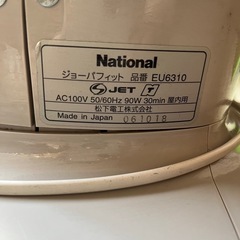 National
ジョーバフィット 品番 EU6310
S JET T
AC100V 50/60Hz 90W 30min 屋内用
松下電工株式会社
Made in Japan 061018